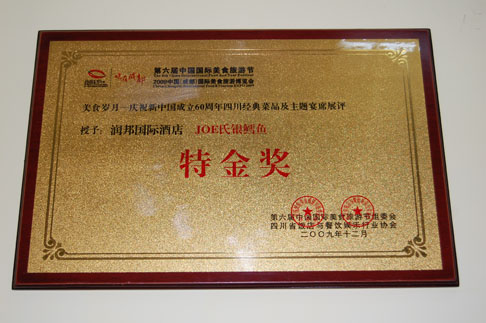 第六届中国国际美食旅游节
2009中国(成都)国际美食旅游博览会
美食岁月—庆祝新中国成立60周年四川经典菜品及主题宴席展评
授予：润邦国际酒店 JOE氏银鳕鱼
特金奖
第六届中国国际美食旅游节组委会
四川省饭店与餐饮娱乐行业协会
二〇〇九年十二月